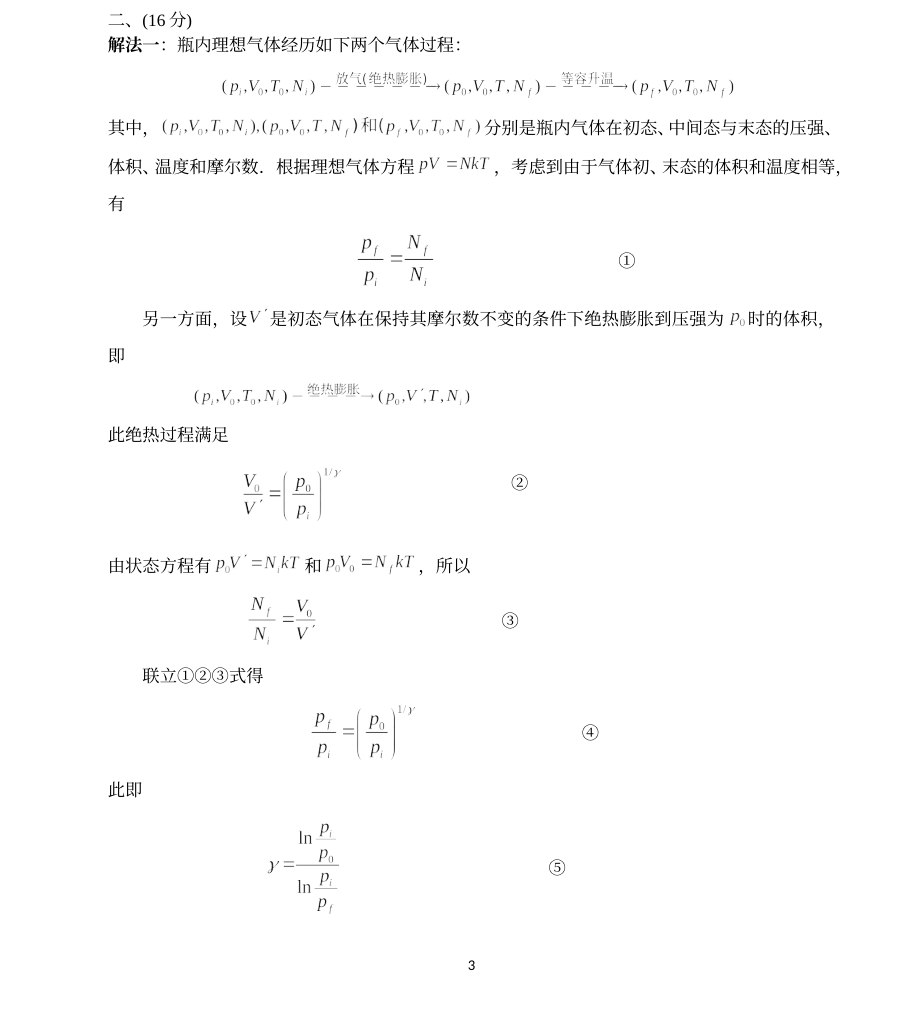 二、(16 分)
解法一：瓶内理想气体经历如下两个气体过程：
(p_i,V_0,T_0,N_i) －放气(绝热膨胀)→ (p_0,V_0,T,N_f) －等容升温→ (p_f,V_0,T_0,N_f)
其中，(p_i,V_0,T_0,N_i),(p_0,V_0,T,N_f)和(p_f,V_0,T_0,N_f)分别是瓶内气体在初态、中间态与末态的压强、
体积、温度和摩尔数．根据理想气体方程 pV=NkT ，考虑到由于气体初、末态的体积和温度相等，
有
p_f/p_i = N_f/N_i ①
另一方面，设V′是初态气体在保持其摩尔数不变的条件下绝热膨胀到压强为 p_0 时的体积，
即
(p_i,V_0,T_0,N_i) －绝热膨胀→ (p_0,V′,T,N_i)
此绝热过程满足
V_0/V′ = (p_0/p_i)^{1/γ} ②
由状态方程有 p_0V′=N_ikT 和 p_0V_0=N_fkT ，所以
N_f/N_i = V_0/V′ ③
联立①②③式得
p_f/p_i = (p_0/p_i)^{1/γ} ④
此即
γ = (ln p_i/p_0)/(ln p_i/p_f) ⑤
3